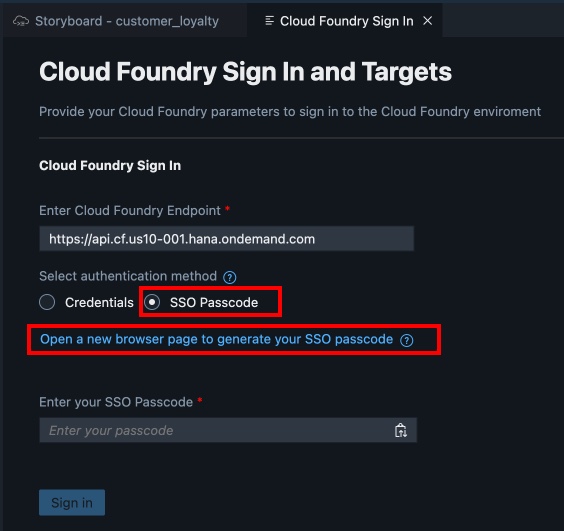 Storyboard - customer_loyalty
Cloud Foundry Sign In
Cloud Foundry Sign In and Targets
Provide your Cloud Foundry parameters to sign in to the Cloud Foundry enviroment
Cloud Foundry Sign In
Enter Cloud Foundry Endpoint *
https://api.cf.us10-001.hana.ondemand.com
Select authentication method ?
Credentials SSO Passcode
Open a new browser page to generate your SSO passcode ?
Enter your SSO Passcode *
Enter your passcode
Sign in